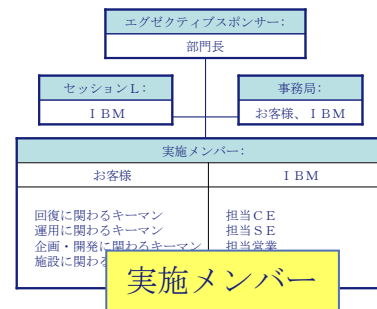 エグゼクティブスポンサー：
部門長
セッションL：
ＩＢＭ
事務局：
お客様、ＩＢＭ
実施メンバー：
お客様
ＩＢＭ
回復に関わるキーマン
運用に関わるキーマン
企画・開発に関わるキーマン
施設に関わる
担当ＣＥ
担当ＳＥ
担当営業
実施メンバー